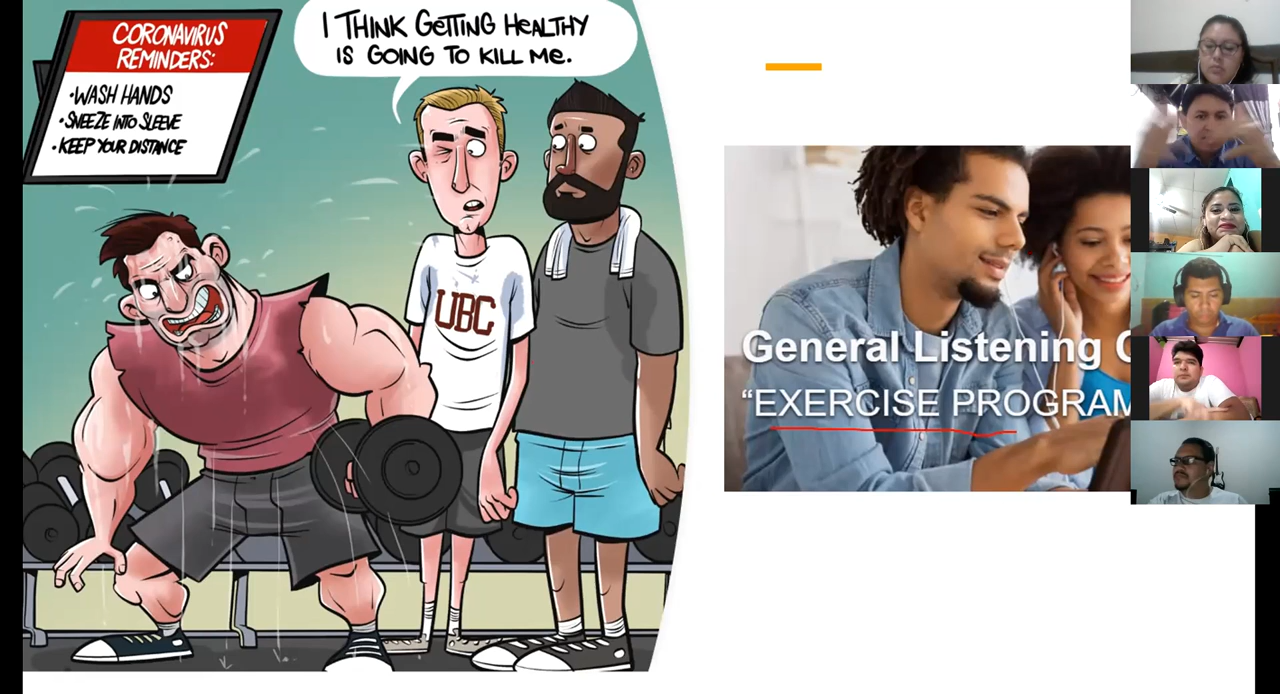 CORONAVIRUS
REMINDERS:
•WASH HANDS
•SNEEZE INTO SLEEVE
•KEEP YOUR DISTANCE
I THINK GETTING HEALTHY
IS GOING TO KILL ME.
UBC
General Listening
"EXERCISE PROGRAM